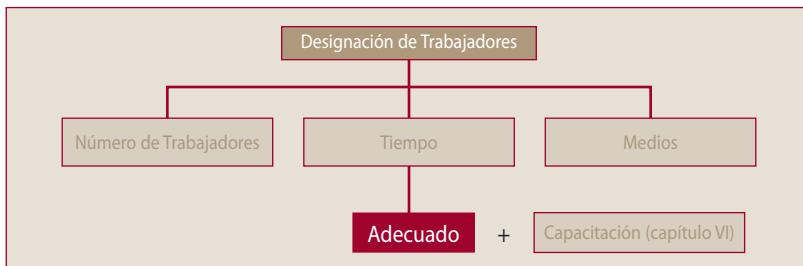 Designación de Trabajadores
Número de Trabajadores
Tiempo
Medios
Adecuado + Capacitación (capítulo VI)